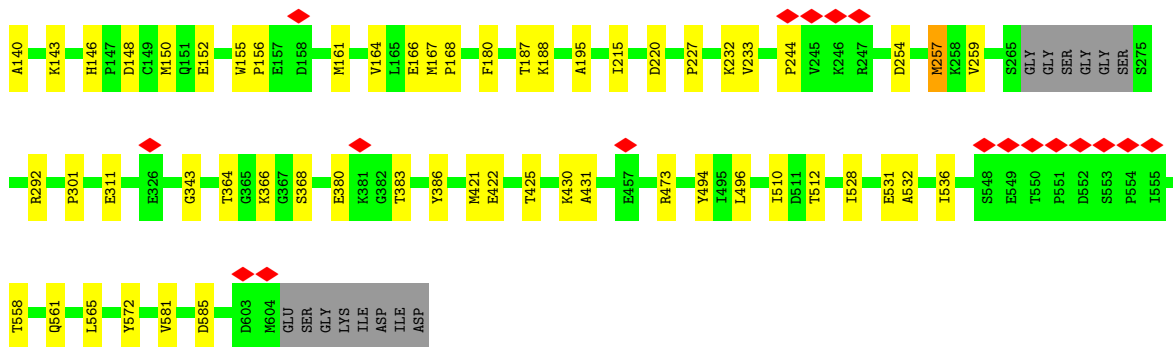 A140 K143 H146 P147 D148 C149 M150 Q151 E152 W155 P156 E157 D158 M161 V164 L165 E166 M167 P168 F180 T187 K188 A195 I215 D220 P227 K232 V233 P244 V245 K246 R247 D254 M257 K258 V259 S265 GLY GLY SER GLY GLY SER S275
R292 P301 E311 E326 G343 T364 G365 K366 G367 S368 E380 K381 G382 T383 Y386 M421 E422 T425 K430 A431 E457 R473 Y494 I495 L496 I510 D511 T512 I528 E531 A532 I536 S548 E549 T550 P551 D552 S553 P554 I555
T558 Q561 L565 Y572 V581 D585 D603 M604 GLU SER GLY LYS ILE ASP ILE ASP